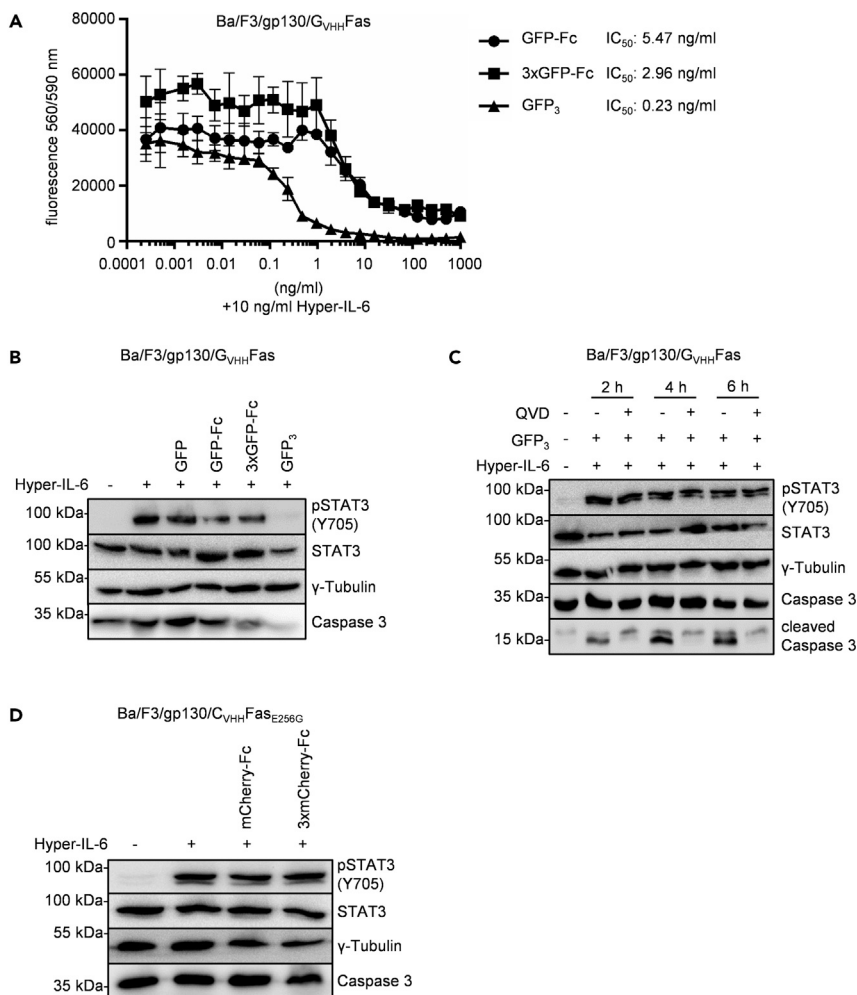 A
Ba/F3/gp130/GVHHFas
fluorescence 560/590 nm
80000
60000
40000
20000
0
0.0001 0.001 0.01 0.1 1 10 100 1000
(ng/ml)
+10 ng/ml Hyper-IL-6
GFP-Fc IC50: 5.47 ng/ml
3xGFP-Fc IC50: 2.96 ng/ml
GFP3 IC50: 0.23 ng/ml
B
Ba/F3/gp130/GVHHFas
GFP
GFP-Fc
3xGFP-Fc
GFP3
Hyper-IL-6 - + + + + +
100 kDa pSTAT3
(Y705)
100 kDa STAT3
55 kDa γ-Tubulin
35 kDa Caspase 3
C
Ba/F3/gp130/GVHHFas
2 h 4 h 6 h
QVD - - + - + - +
GFP3 - + + + + + +
Hyper-IL-6 - + + + + + +
100 kDa pSTAT3
(Y705)
100 kDa STAT3
55 kDa γ-Tubulin
35 kDa Caspase 3
15 kDa cleaved
Caspase 3
D
Ba/F3/gp130/CVHHFasE256G
mCherry-Fc
3xmCherry-Fc
Hyper-IL-6 - + + +
100 kDa pSTAT3
(Y705)
100 kDa STAT3
55 kDa γ-Tubulin
35 kDa Caspase 3